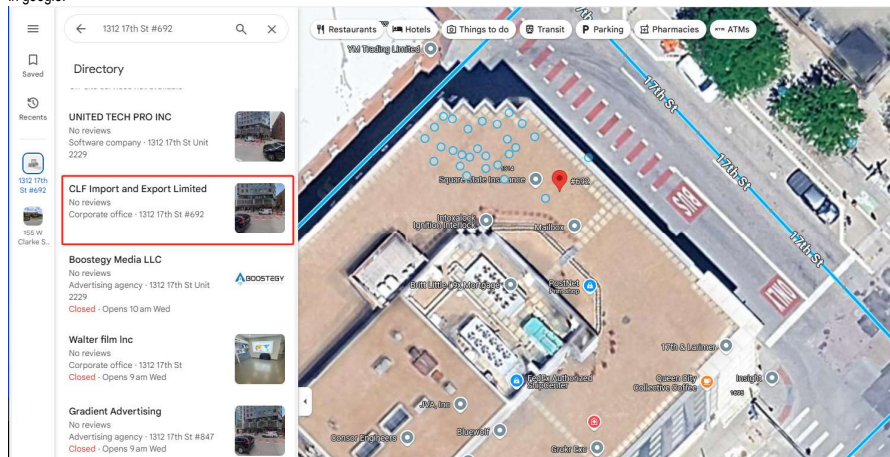 in google.
1312 17th St #692
Restaurants
Hotels
Things to do
Transit
Parking
Pharmacies
ATMs
Saved
Recents
1312 17th
St #692
155 W
Clarke S..
Directory
UNITED TECH PRO INC
No reviews
Software company · 1312 17th St Unit
2229
CLF Import and Export Limited
No reviews
Corporate office · 1312 17th St #692
Boostegy Media LLC
No reviews
Advertising agency · 1312 17th St Unit
2229
Closed · Opens 10 am Wed
BOOSTEGY
Walter film Inc
No reviews
Corporate office · 1312 17th St
Closed · Opens 9 am Wed
Gradient Advertising
No reviews
Advertising agency · 1312 17th St #847
Closed · Opens 9 am Wed
YM Trading Limited
17th St
17th St
17th St
17th St
BUS
ONLY
Square State Insurance
#692
Intoxalock
Ignition Interlock
Mailbox
Britt Little-19x Mortgage
PostNet
Print shop
17th & Larimer
FedEx Authorized
ShipCenter
Queen City
Collective Coffee
Insight
JVA, Inc
Bluewolf
Consor Engineers
Grokr Exo